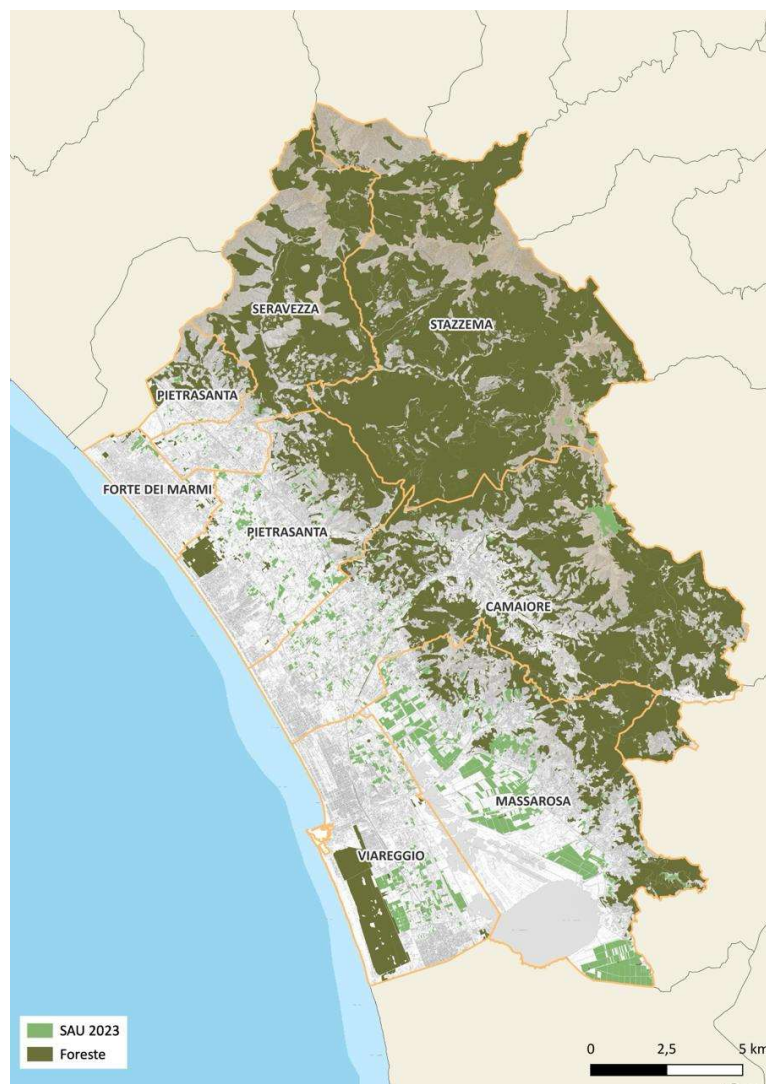 SERAVEZZA
STAZZEMA
PIETRASANTA
FORTE DEI MARMI
PIETRASANTA
CAMAIORE
MASSAROSA
VIAREGGIO
SAU 2023
Foreste
0 2,5 5 km